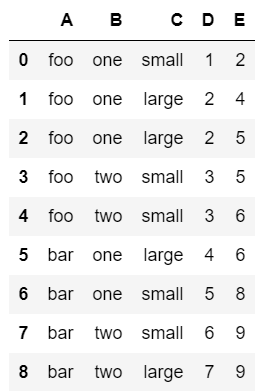 A B C D E
0 foo one small 1 2
1 foo one large 2 4
2 foo one large 2 5
3 foo two small 3 5
4 foo two small 3 6
5 bar one large 4 6
6 bar one small 5 8
7 bar two small 6 9
8 bar two large 7 9